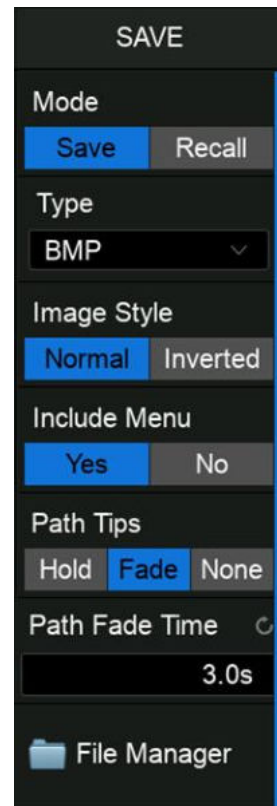 SAVE
Mode
Save Recall
Type
BMP
Image Style
Normal Inverted
Include Menu
Yes No
Path Tips
Hold Fade None
Path Fade Time
3.0s
File Manager